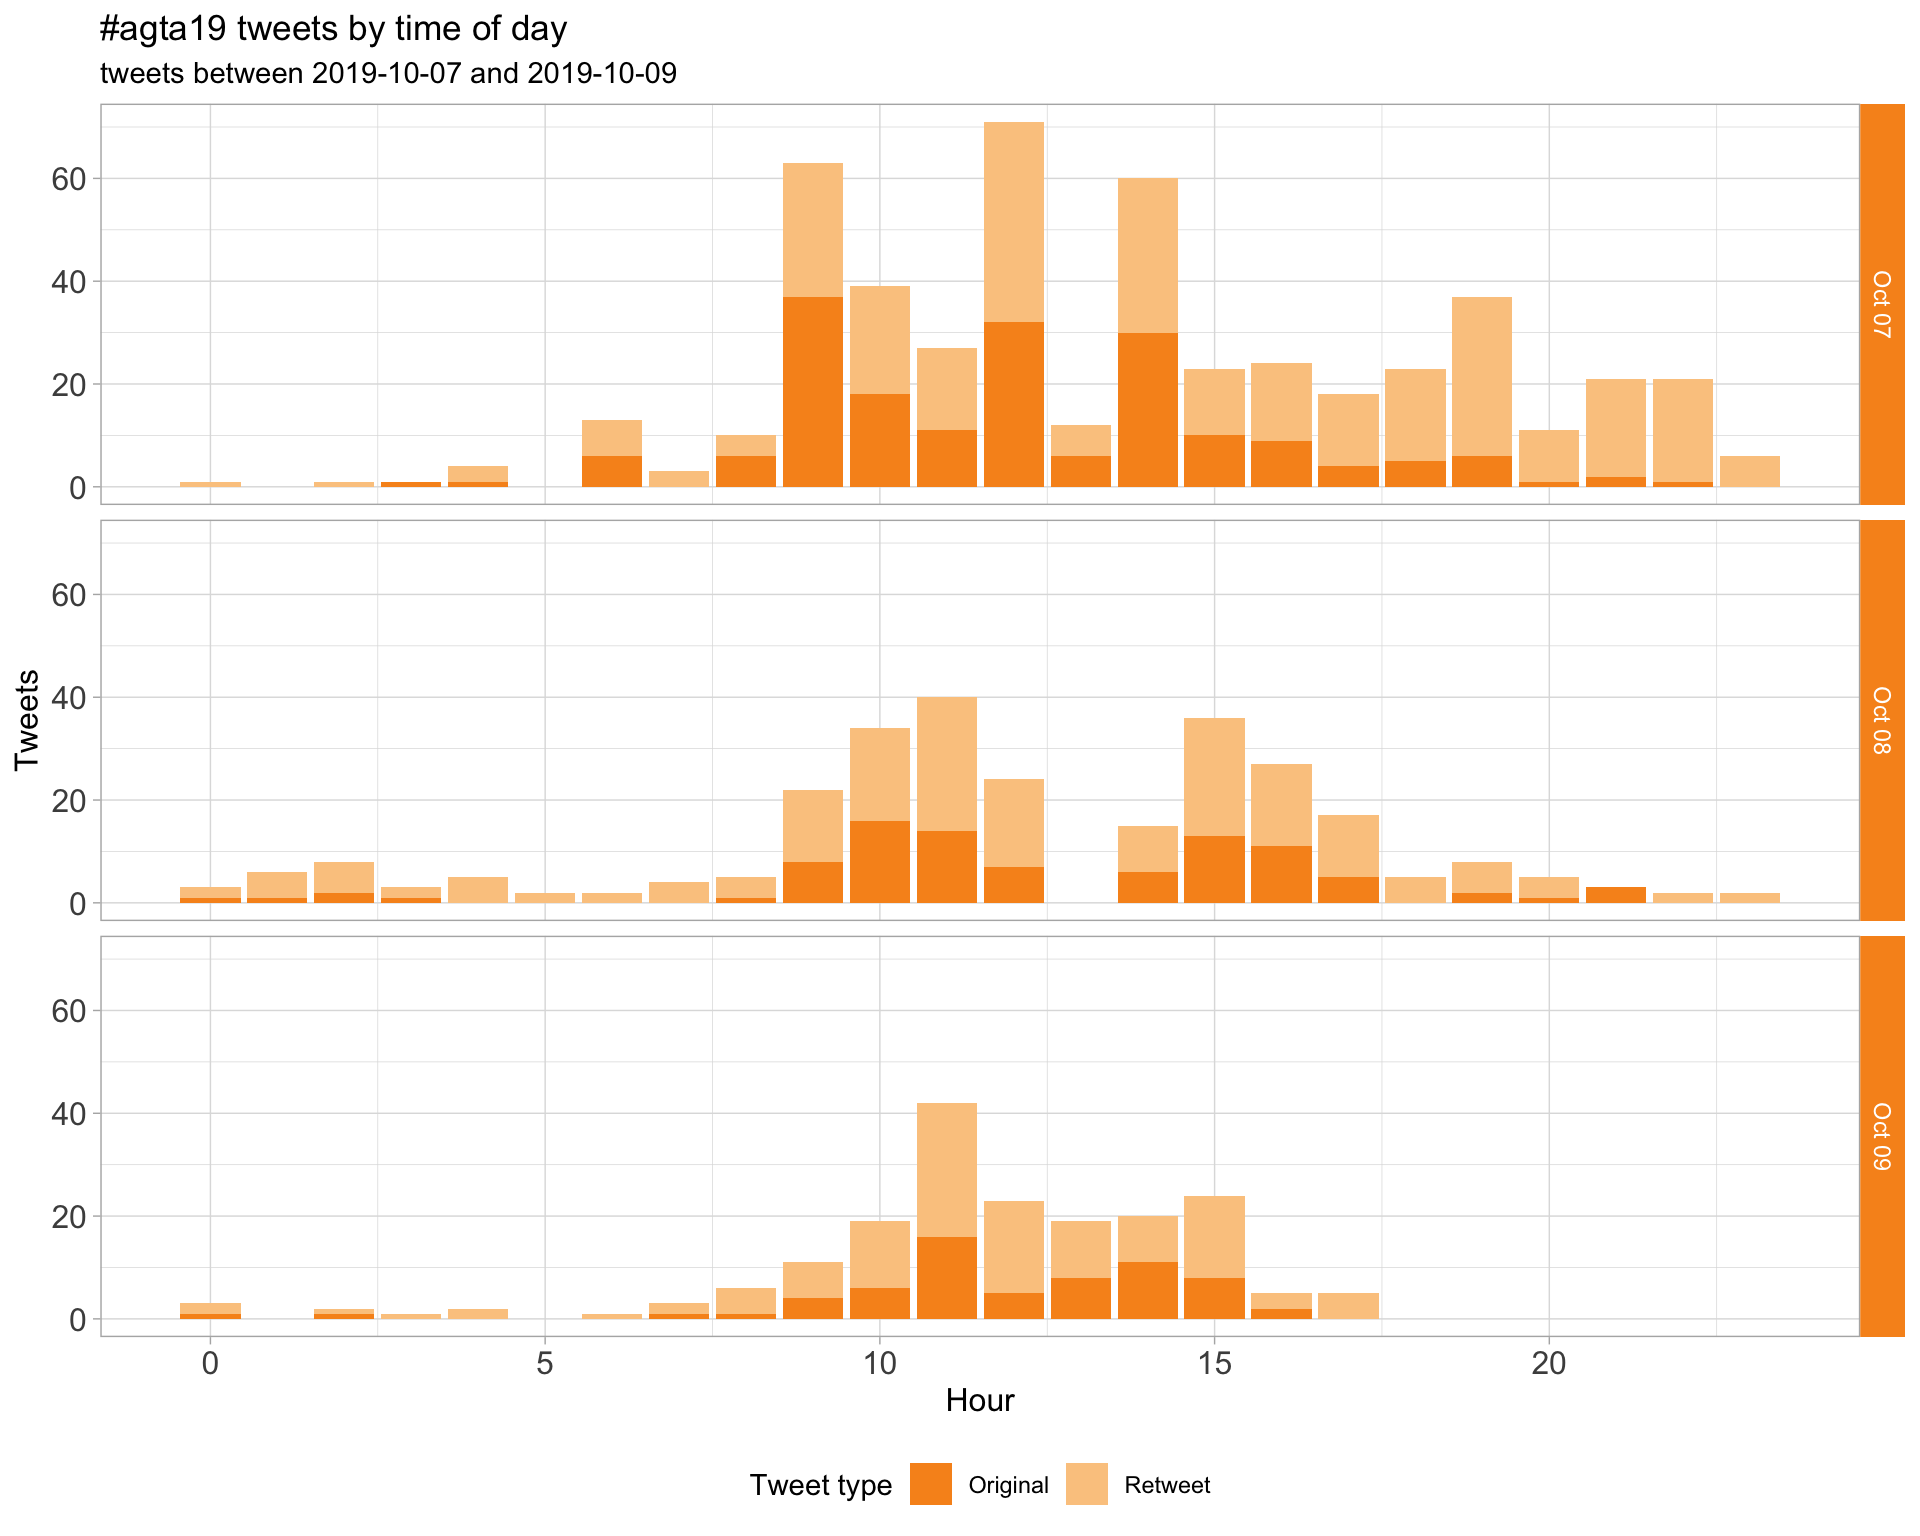 #agta19 tweets by time of day
tweets between 2019-10-07 and 2019-10-09
60
40
20
0
Oct 07
Tweets
60
40
20
0
Oct 08
60
40
20
0
Oct 09
0 5 10 15 20
Hour
Tweet type Original Retweet